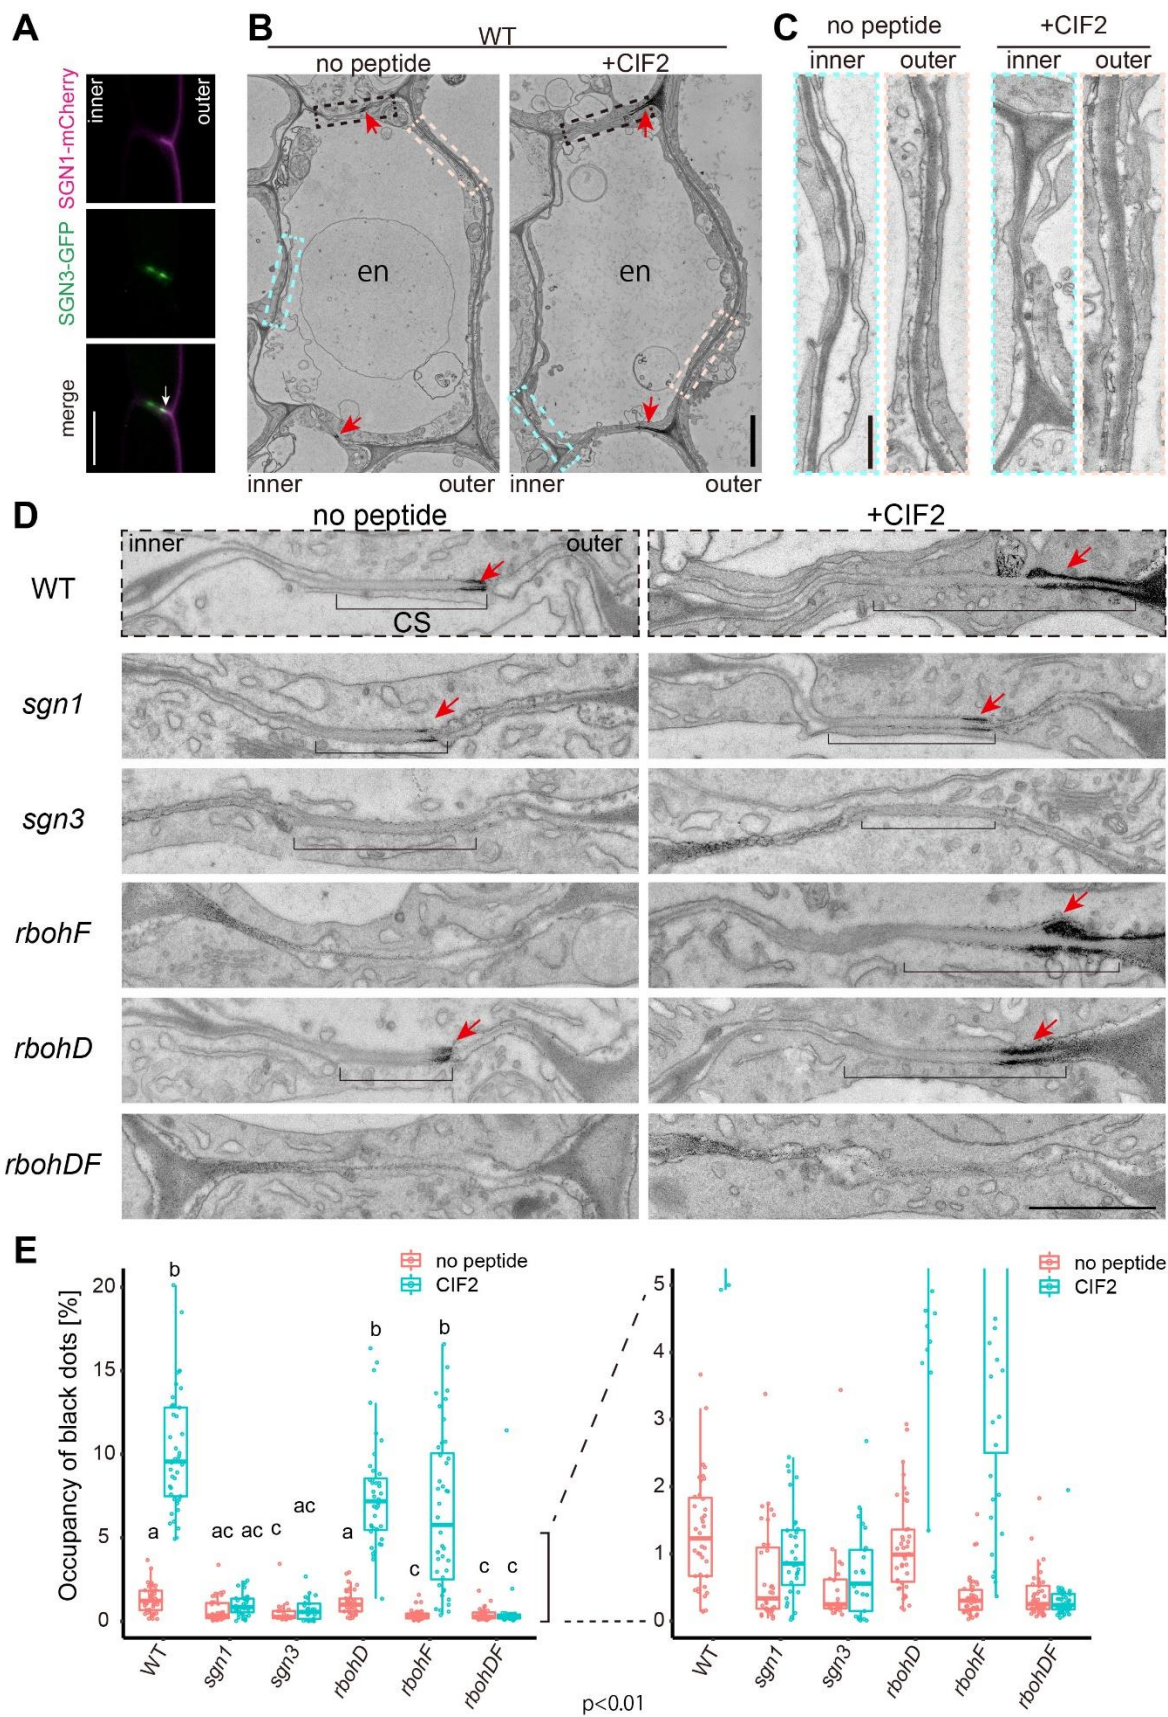 A
SGN1-mCherry
inner
outer
SGN3-GFP
merge
B
WT
no peptide
+CIF2
en
en
inner
outer
inner
outer
C
no peptide
+CIF2
inner
outer
inner
outer
D
no peptide
+CIF2
WT
inner
outer
CS
sgn1
sgn3
rbohF
rbohD
rbohDF
E
Occupancy of black dots [%]
no peptide
CIF2
20
15
10
5
0
a
b
ac
ac
c
ac
a
b
c
b
c
c
WT
sgn1
sgn3
rbohD
rbohF
rbohDF
no peptide
CIF2
5
4
3
2
1
0
WT
sgn1
sgn3
rbohD
rbohF
rbohDF
p<0.01